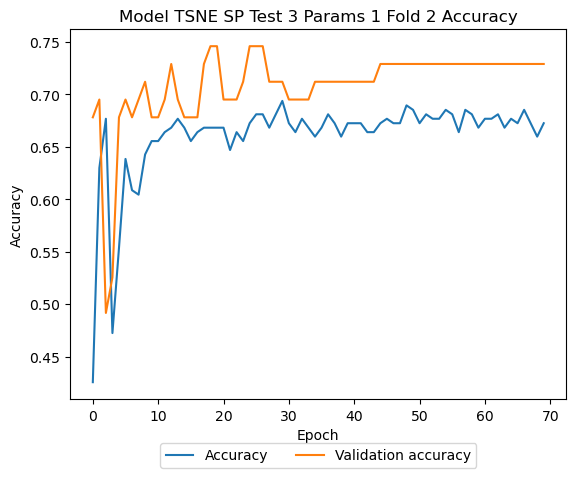 Model TSNE SP Test 3 Params 1 Fold 2 Accuracy
0.75
0.70
0.65
0.60
0.55
0.50
0.45
Accuracy
0 10 20 30 40 50 60 70
Epoch
Accuracy Validation accuracy